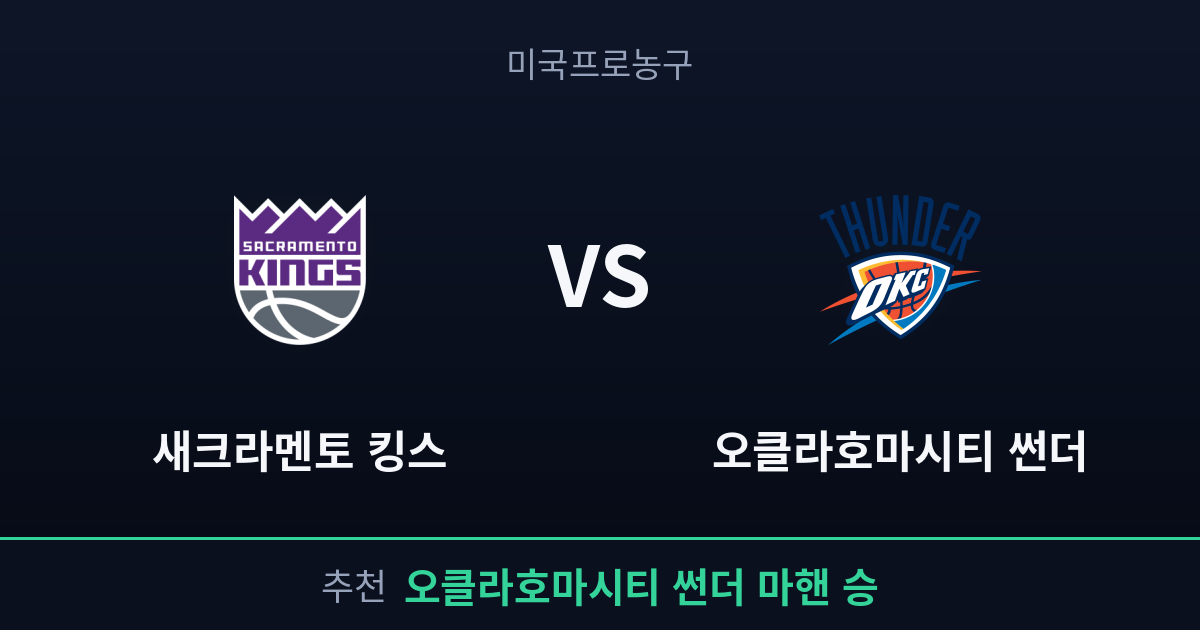 미국프로농구
SACRAMENTO
KINGS
VS
THUNDER
OKC
새크라멘토 킹스
오클라호마시티 썬더
추천 오클라호마시티 썬더 마핸 승